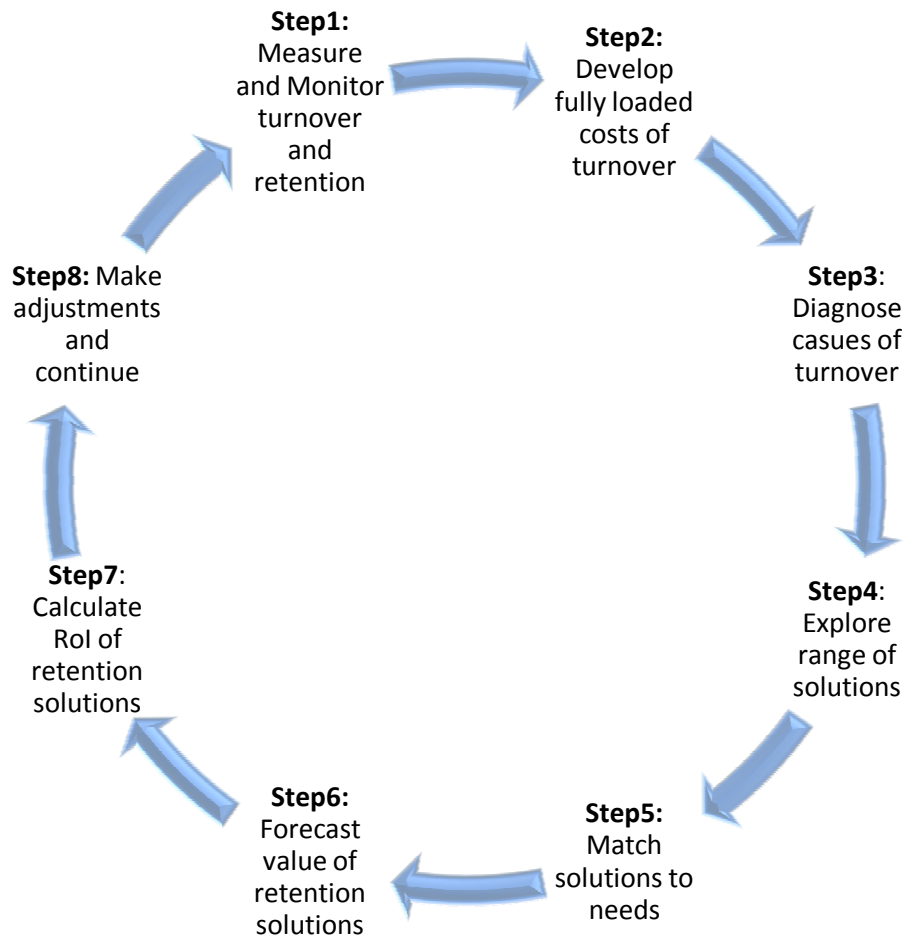 Step1:
Measure
and Monitor
turnover
and
retention
Step2:
Develop
fully loaded
costs of
turnover
Step3:
Diagnose
casues of
turnover
Step4:
Explore
range of
solutions
Step5:
Match
solutions to
needs
Step6:
Forecast
value of
retention
solutions
Step7:
Calculate
RoI of
retention
solutions
Step8: Make
adjustments
and
continue